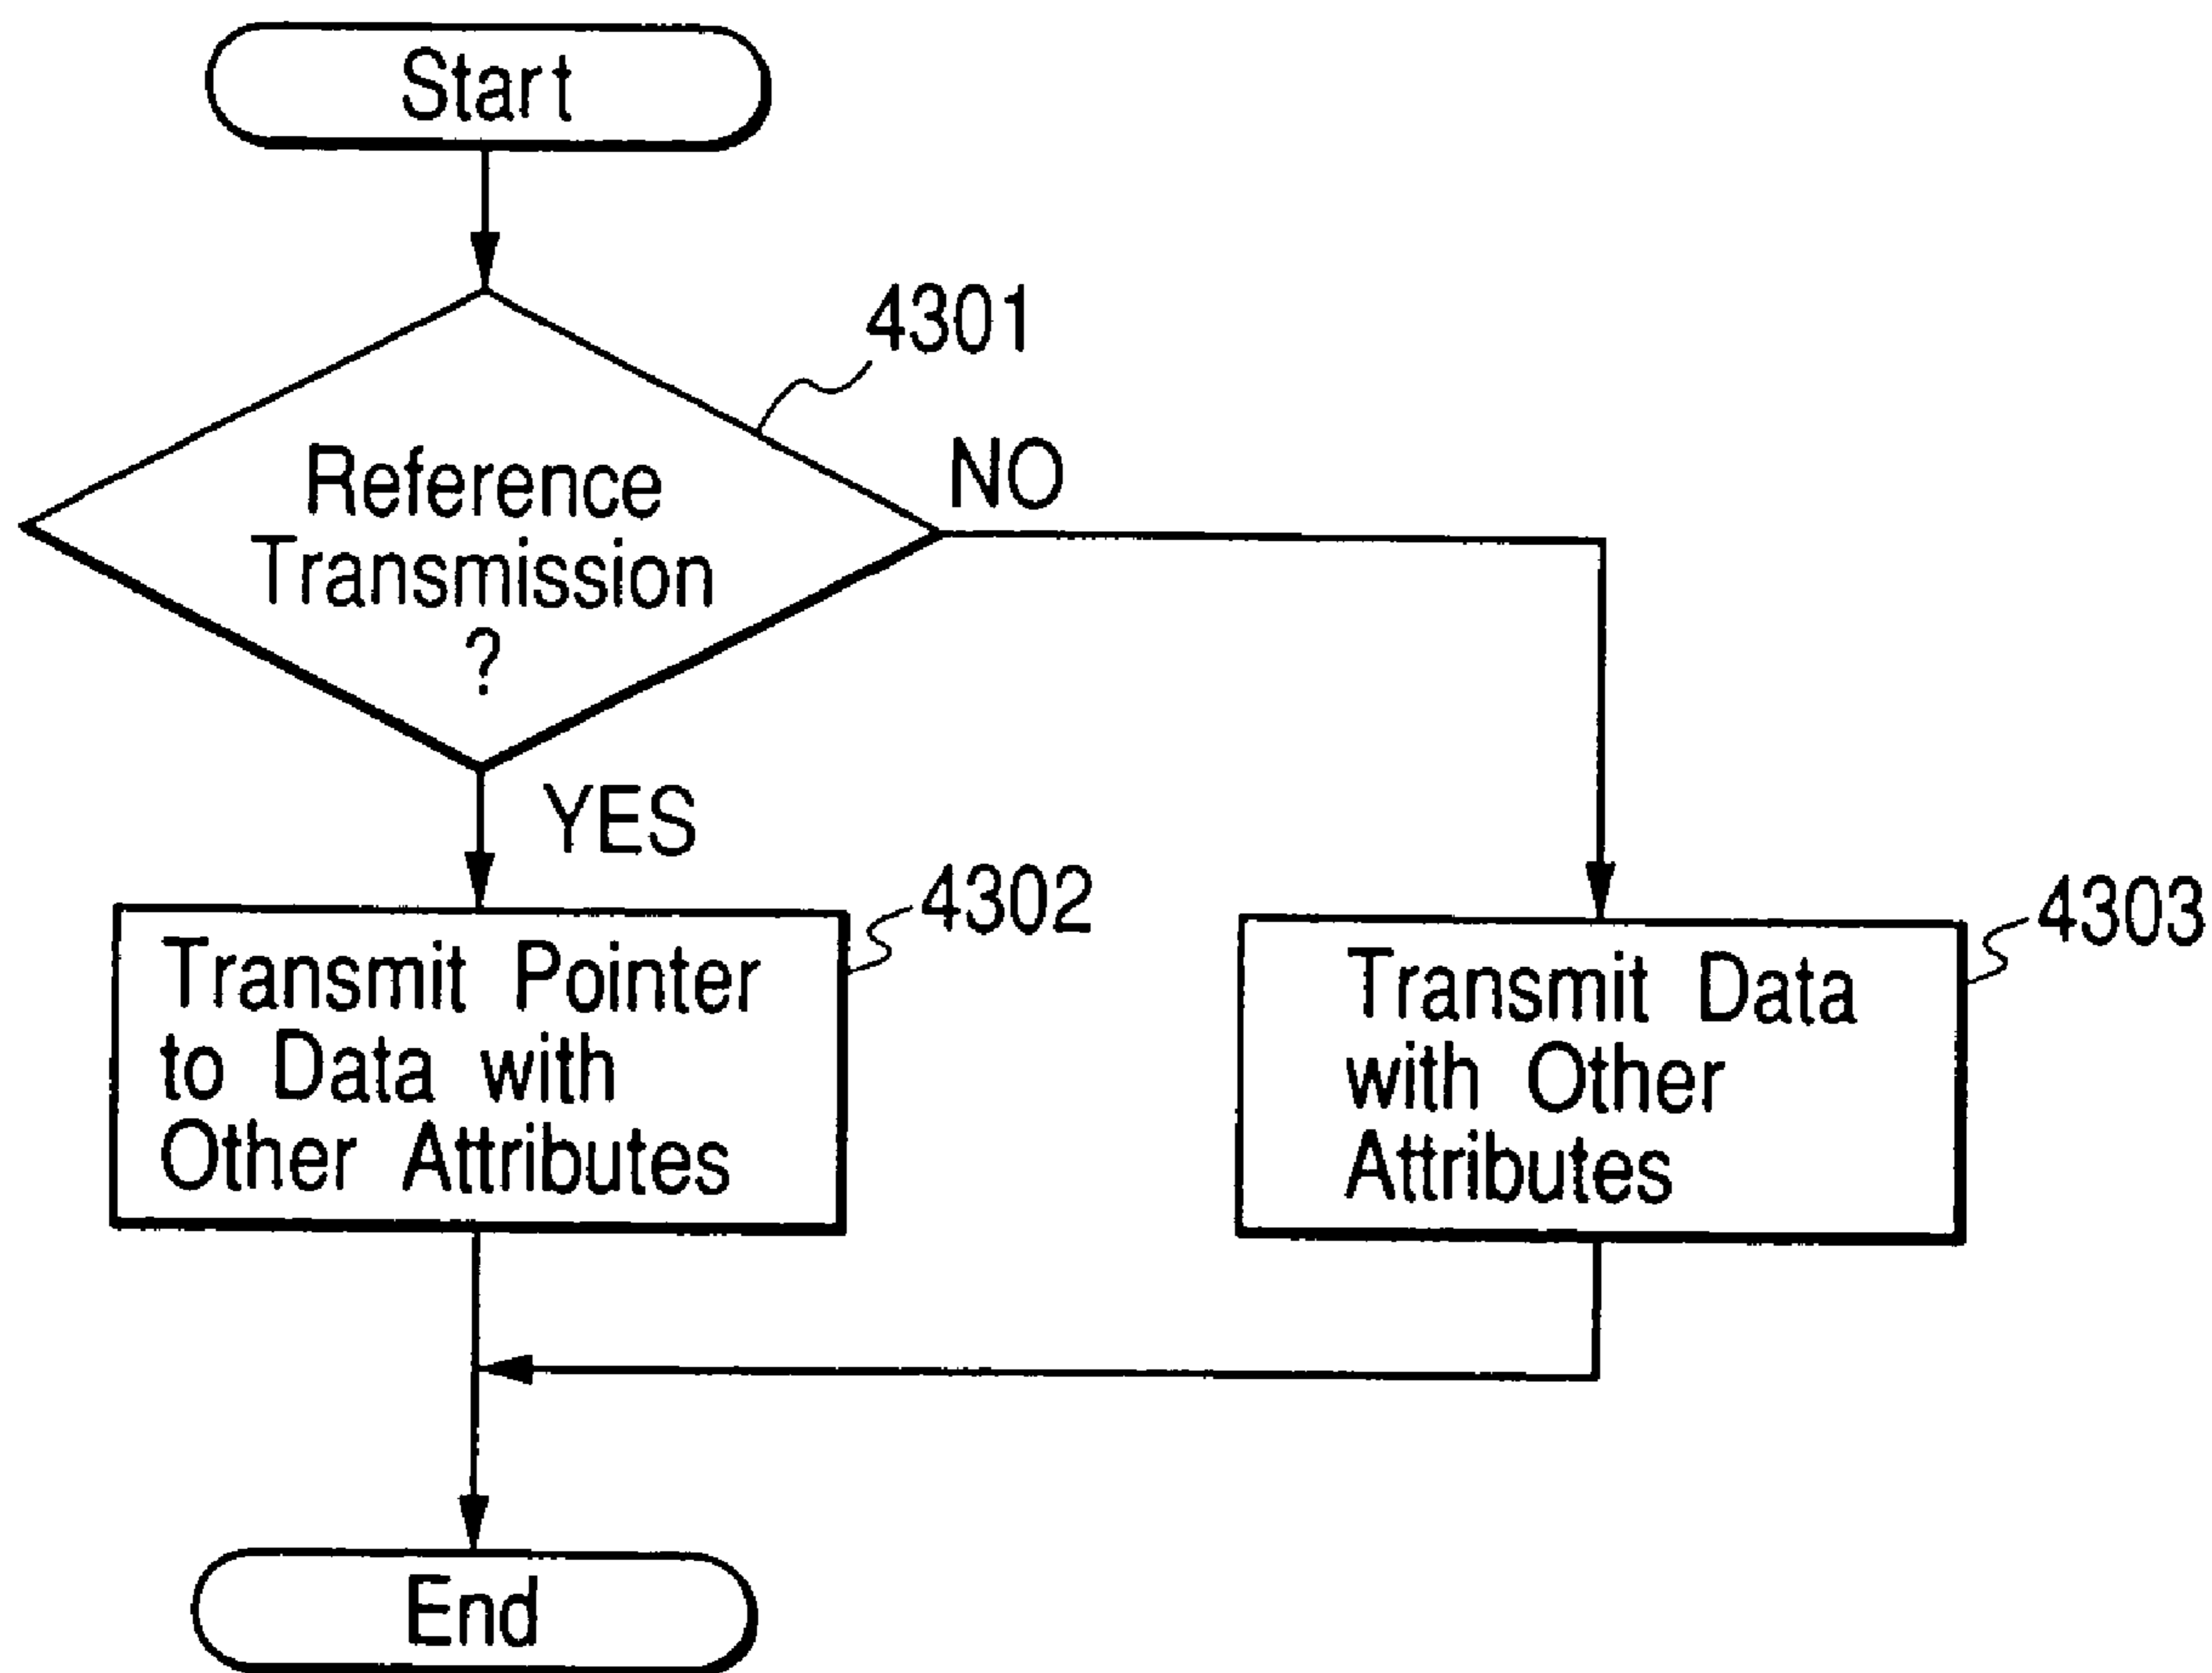 Start
4301
Reference
Transmission
?
NO
YES
4302
Transmit Pointer
to Data with
Other Attributes
4303
Transmit Data
with Other
Attributes
End